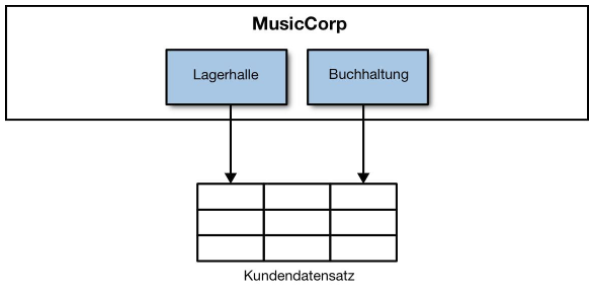 MusicCorp
Lagerhalle
Buchhaltung
Kundendatensatz